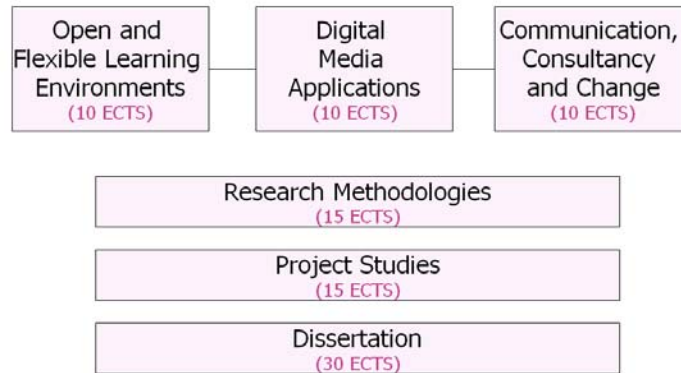 Open and
Flexible Learning
Environments
(10 ECTS)
Digital
Media
Applications
(10 ECTS)
Communication,
Consultancy
and Change
(10 ECTS)
Research Methodologies
(15 ECTS)
Project Studies
(15 ECTS)
Dissertation
(30 ECTS)